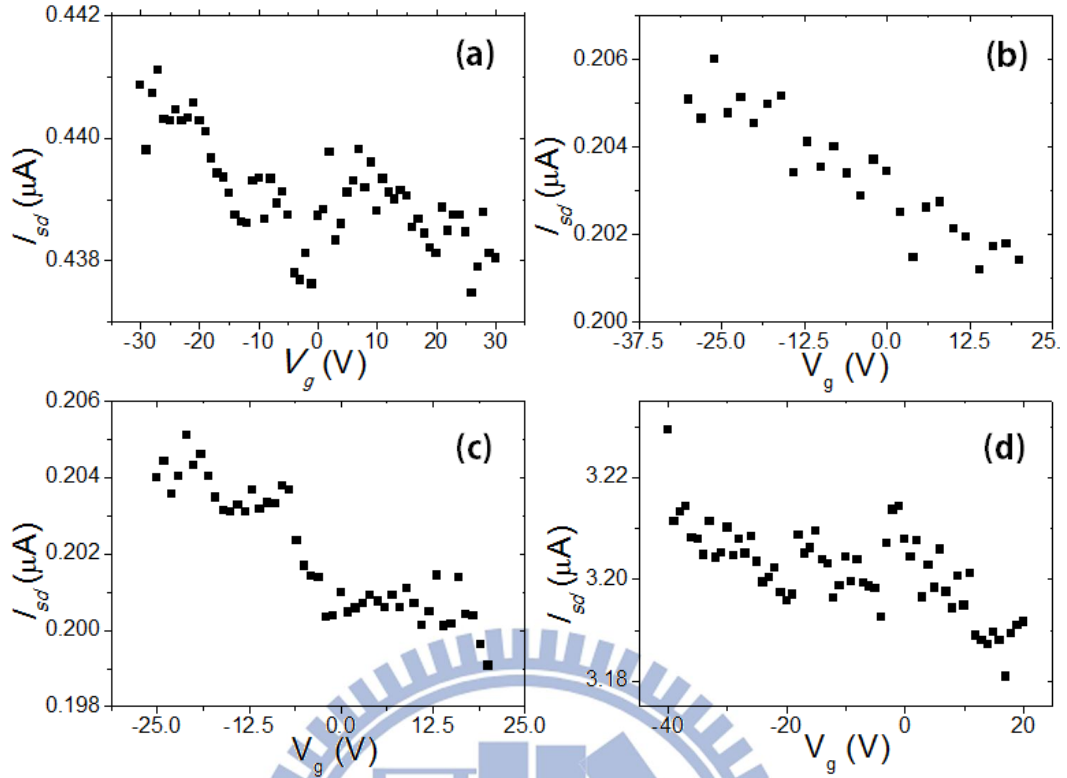 (a)
0.442
0.440
0.438
I_sd (μA)
-30 -20 -10 0 10 20 30
V_g (V)
(b)
0.206
0.204
0.202
0.200
I_sd (μA)
-37.5 -25.0 -12.5 0.0 12.5 25.
V_g (V)
(c)
0.206
0.204
0.202
0.200
0.198
I_sd (μA)
-25.0 -12.5 0.0 12.5 25.0
V_g (V)
(d)
3.22
3.20
3.18
I_sd (μA)
-40 -20 0 20
V_g (V)